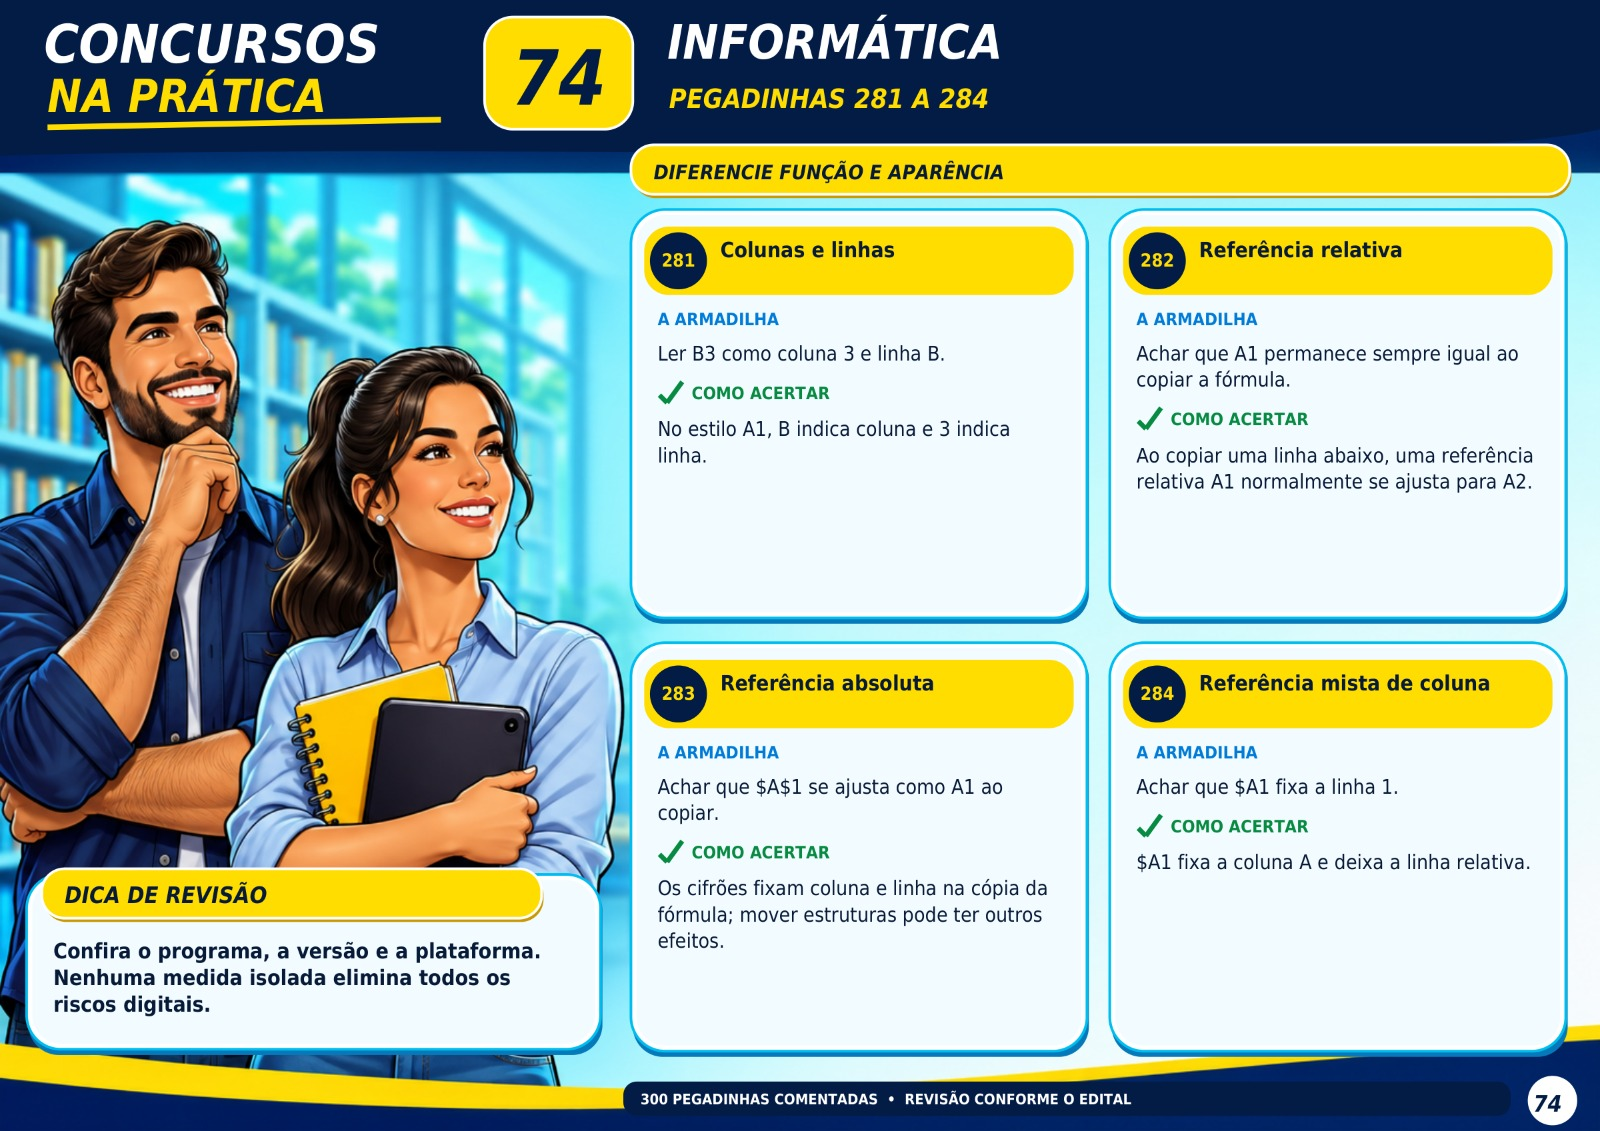 CONCURSOS
NA PRÁTICA
74
INFORMÁTICA
PEGADINHAS 281 A 284
DIFERENCIE FUNÇÃO E APARÊNCIA
281
Colunas e linhas
A ARMADILHA
Ler B3 como coluna 3 e linha B.
COMO ACERTAR
No estilo A1, B indica coluna e 3 indica
linha.
282
Referência relativa
A ARMADILHA
Achar que A1 permanece sempre igual ao
copiar a fórmula.
COMO ACERTAR
Ao copiar uma linha abaixo, uma referência
relativa A1 normalmente se ajusta para A2.
283
Referência absoluta
A ARMADILHA
Achar que $A$1 se ajusta como A1 ao
copiar.
COMO ACERTAR
Os cifrões fixam coluna e linha na cópia da
fórmula; mover estruturas pode ter outros
efeitos.
284
Referência mista de coluna
A ARMADILHA
Achar que $A1 fixa a linha 1.
COMO ACERTAR
$A1 fixa a coluna A e deixa a linha relativa.
DICA DE REVISÃO
Confira o programa, a versão e a plataforma.
Nenhuma medida isolada elimina todos os
riscos digitais.
300 PEGADINHAS COMENTADAS • REVISÃO CONFORME O EDITAL
74